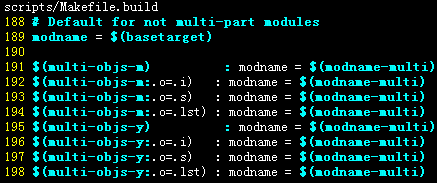 scripts/Makefile.build
188 # Default for not multi-part modules
189 modname = $(basetarget)
190
191 $(multi-objs-m)         : modname = $(modname-multi)
192 $(multi-objs-m:.o=.i)   : modname = $(modname-multi)
193 $(multi-objs-m:.o=.s)   : modname = $(modname-multi)
194 $(multi-objs-m:.o=.lst) : modname = $(modname-multi)
195 $(multi-objs-y)         : modname = $(modname-multi)
196 $(multi-objs-y:.o=.i)   : modname = $(modname-multi)
197 $(multi-objs-y:.o=.s)   : modname = $(modname-multi)
198 $(multi-objs-y:.o=.lst) : modname = $(modname-multi)